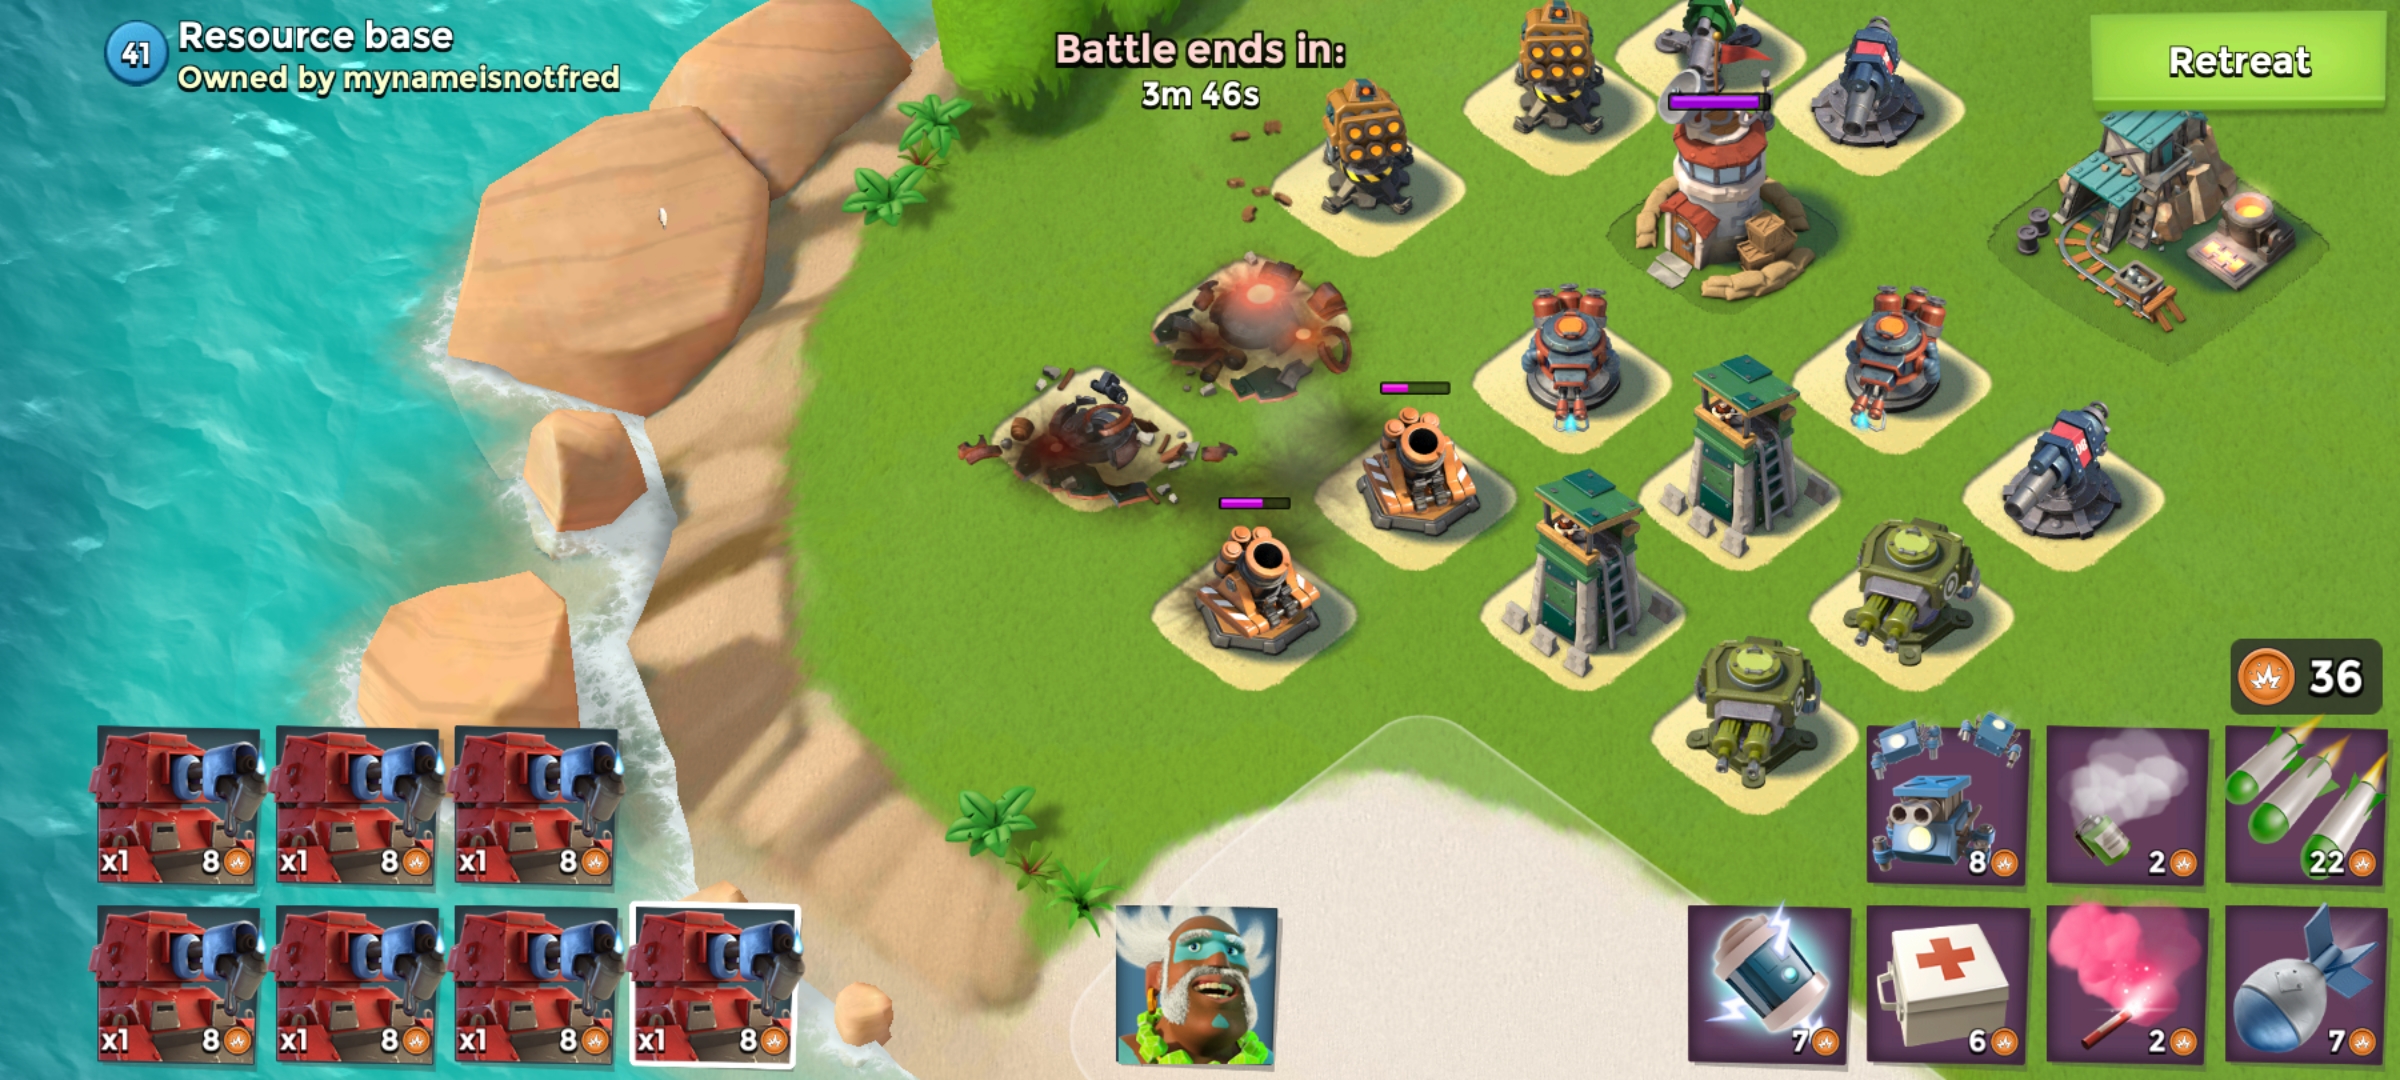 41
Resource base
Owned by mynameisnotfred
Battle ends in:
3m 46s
Retreat
36
x1 8
x1 8
x1 8
8
2
22
x1 8
x1 8
x1 8
x1 8
7
6
2
7